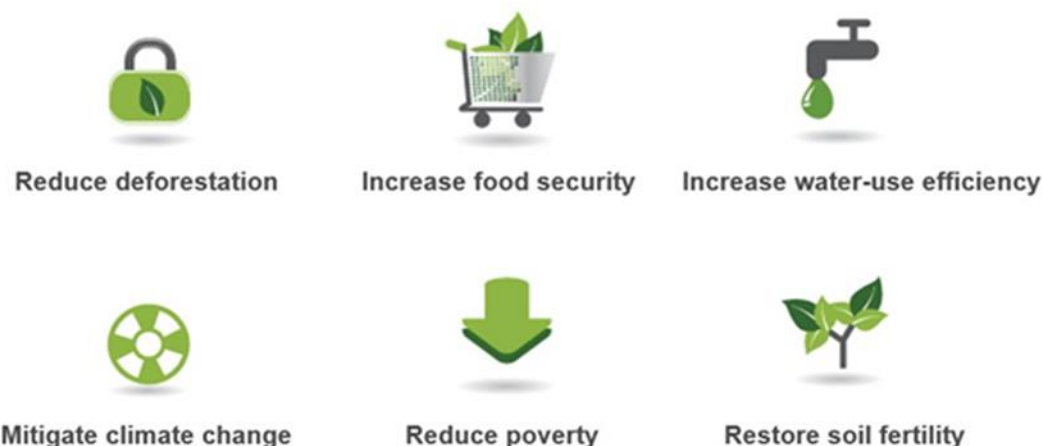 Reduce deforestation
Increase food security
Increase water-use efficiency
Mitigate climate change
Reduce poverty
Restore soil fertility